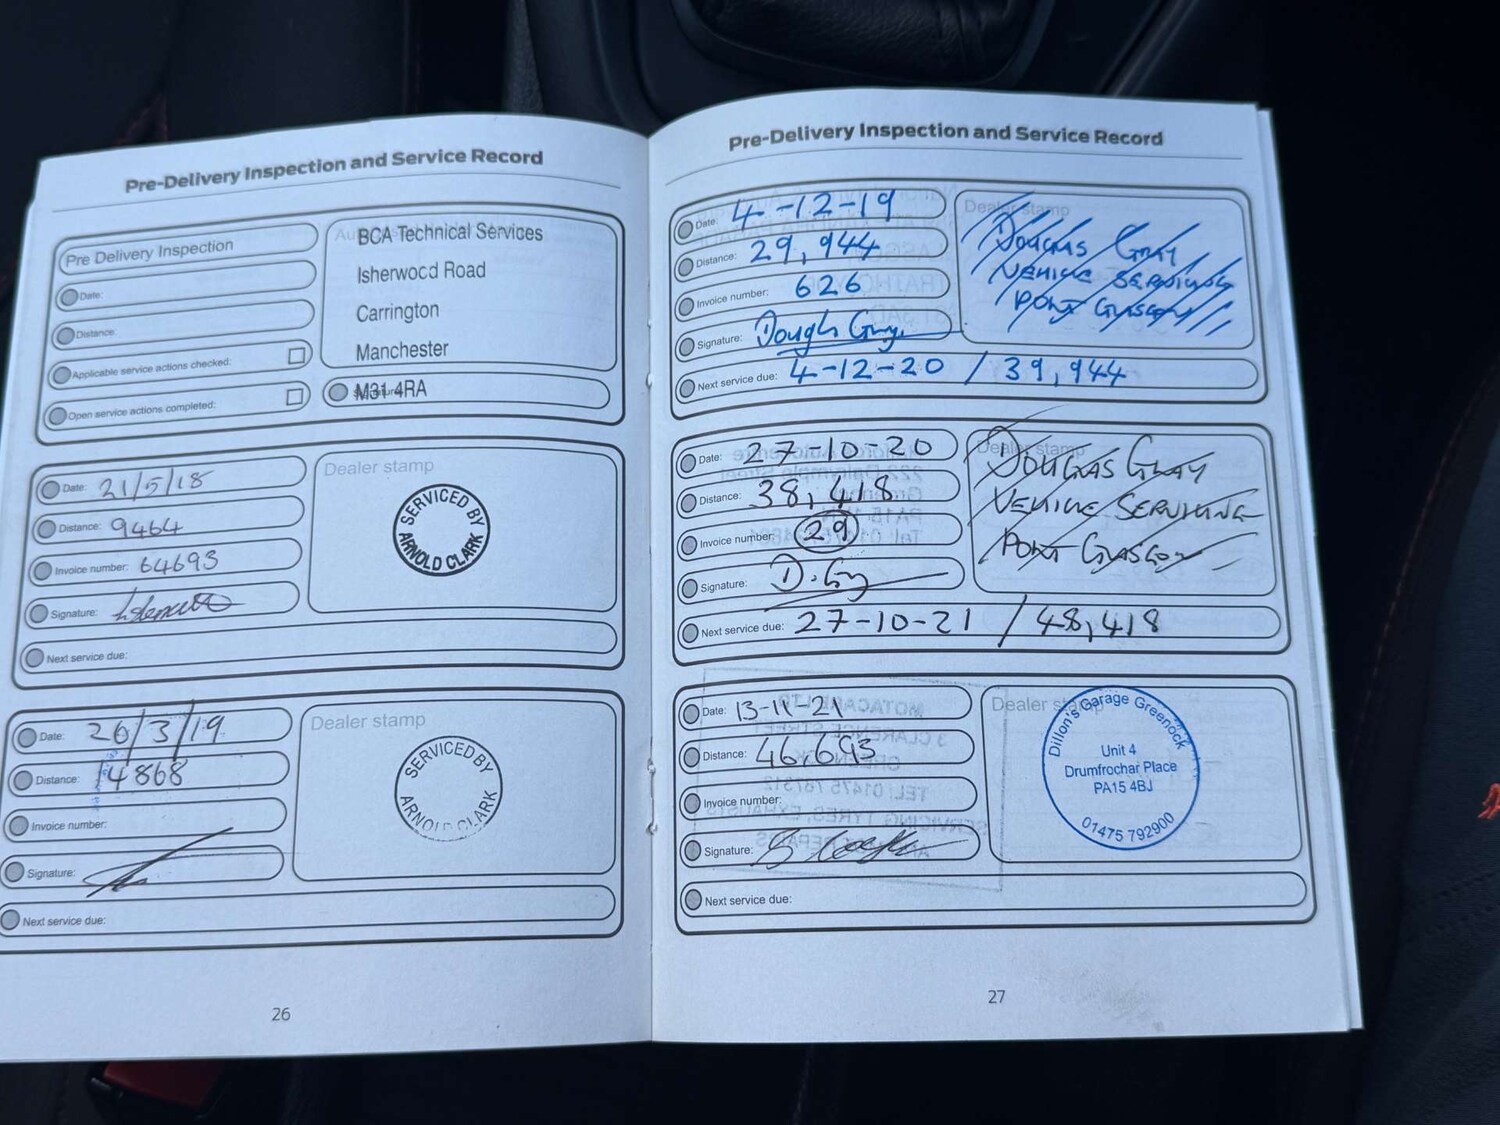 Pre-Delivery Inspection and Service Record
Pre Delivery Inspection
Date:
Distance:
Applicable service actions checked:
Open service actions completed:
BCA Technical Services
Isherwood Road
Carrington
Manchester
M31 4RA
Date: 21/5/18
Distance: 9464
Invoice number: 64693
Signature:
Next service due:
Dealer stamp
SERVICED BY
ARNOLD CLARK
Date: 26/3/19
Distance: 14868
Invoice number:
Signature:
Next service due:
Dealer stamp
SERVICED BY
ARNOLD CLARK
26
Pre-Delivery Inspection and Service Record
Date: 4-12-19
Distance: 29,944
Invoice number: 626
Signature:
Next service due: 4-12-20 / 39,944
Dealer stamp
DOUGLAS GRAY
VEHICLE SERVICING
PORT GLASGOW
Date: 27-10-20
Distance: 38,418
Invoice number: 29
Signature: D. Gy
Next service due: 27-10-21 / 48,418
Dealer stamp
DOUGLAS GRAY
VEHICLE SERVICING
PORT GLASGOW
Date: 13-11-21
Distance: 46,693
Invoice number:
Signature:
Next service due:
Dealer stamp
Dillon's Garage Greenock
Unit 4
Drumfrochar Place
PA15 4BJ
01475 792900
27